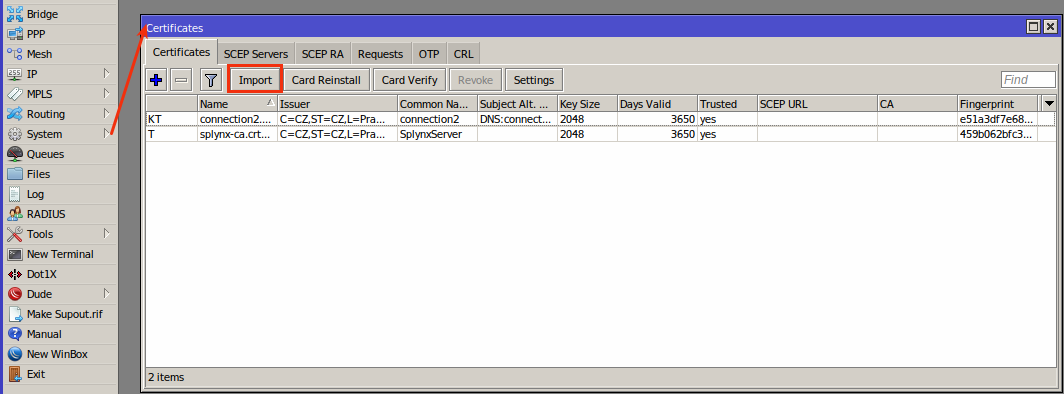 Bridge
PPP
Mesh
IP
MPLS
Routing
System
Queues
Files
Log
RADIUS
Tools
New Terminal
Dot1X
Dude
Make Supout.rif
Manual
New WinBox
Exit
Certificates
Certificates SCEP Servers SCEP RA Requests OTP CRL
Import Card Reinstall Card Verify Revoke Settings Find
Name Issuer Common Na... Subject Alt. ... Key Size Days Valid Trusted SCEP URL CA Fingerprint
KT connection2.... C=CZ,ST=CZ,L=Pra... connection2 DNS:connect... 2048 3650 yes e51a3df7e68...
T splynx-ca.crt... C=CZ,ST=CZ,L=Pra... SplynxServer 2048 3650 yes 459b062bfc3...
2 items